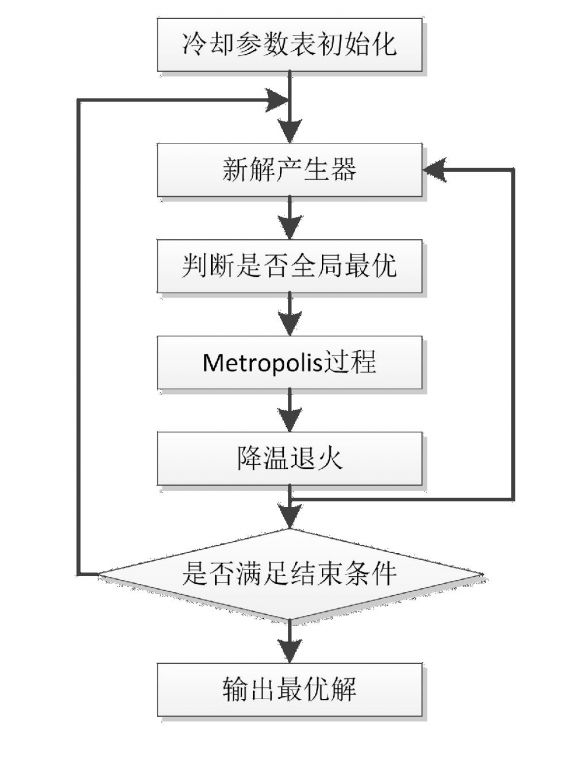 冷却参数表初始化
新解产生器
判断是否全局最优
Metropolis过程
降温退火
是否满足结束条件
输出最优解